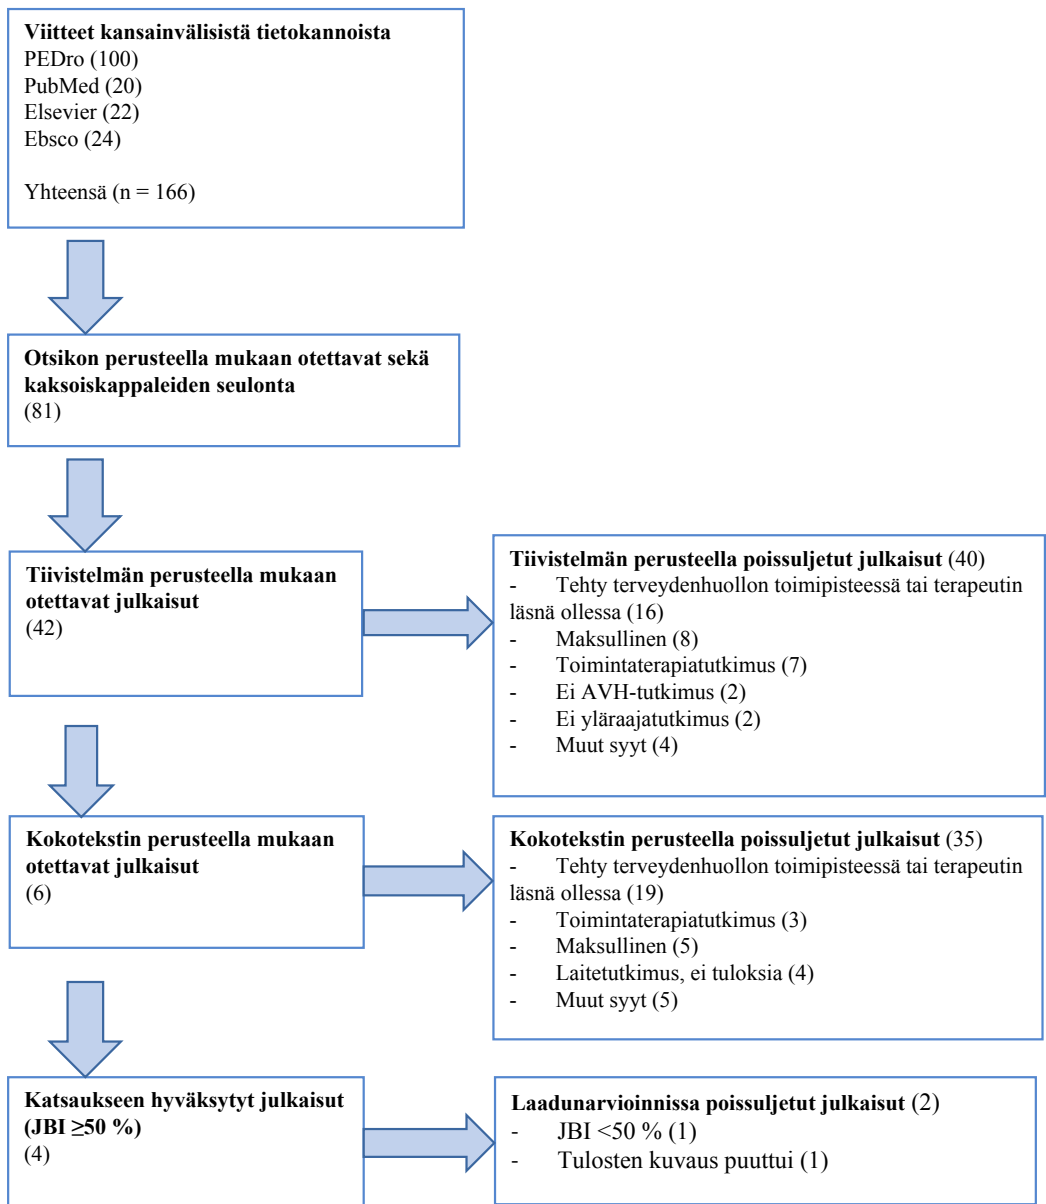 Viitteet kansainvälisistä tietokannoista
PEDro (100)
PubMed (20)
Elsevier (22)
Ebsco (24)
Yhteensä (n = 166)
Otsikon perusteella mukaan otettavat sekä
kaksoiskappaleiden seulonta
(81)
Tiivistelmän perusteella mukaan
otettavat julkaisut
(42)
Tiivistelmän perusteella poissuljetut julkaisut (40)
- Tehty terveydenhuollon toimipisteessä tai terapeutin
läsnä ollessa (16)
- Maksullinen (8)
- Toimintaterapiatutkimus (7)
- Ei AVH-tutkimus (2)
- Ei yläraajatutkimus (2)
- Muut syyt (4)
Kokotekstin perusteella mukaan
otettavat julkaisut
(6)
Kokotekstin perusteella poissuljetut julkaisut (35)
- Tehty terveydenhuollon toimipisteessä tai terapeutin
läsnä ollessa (19)
- Toimintaterapiatutkimus (3)
- Maksullinen (5)
- Laitetutkimus, ei tuloksia (4)
- Muut syyt (5)
Katsaukseen hyväksytyt julkaisut
(JBI ≥50 %)
(4)
Laadunarvioinnissa poissuljetut julkaisut (2)
- JBI <50 % (1)
- Tulosten kuvaus puuttui (1)